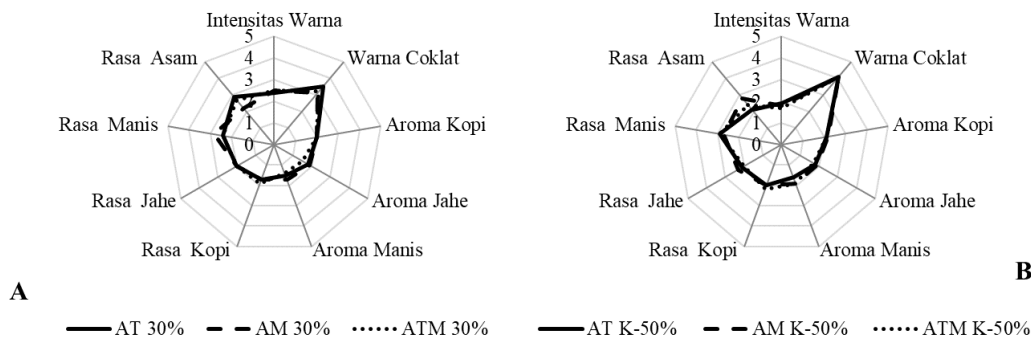 Intensitas Warna
5
4
3
2
1
0
Warna Coklat
Aroma Kopi
Aroma Jahe
Aroma Manis
Rasa Kopi
Rasa Jahe
Rasa Manis
Rasa Asam
A
AT 30% AM 30% ATM 30%
Intensitas Warna
5
4
3
2
1
0
Warna Coklat
Aroma Kopi
Aroma Jahe
Aroma Manis
Rasa Kopi
Rasa Jahe
Rasa Manis
Rasa Asam
B
AT K-50% AM K-50% ATM K-50%